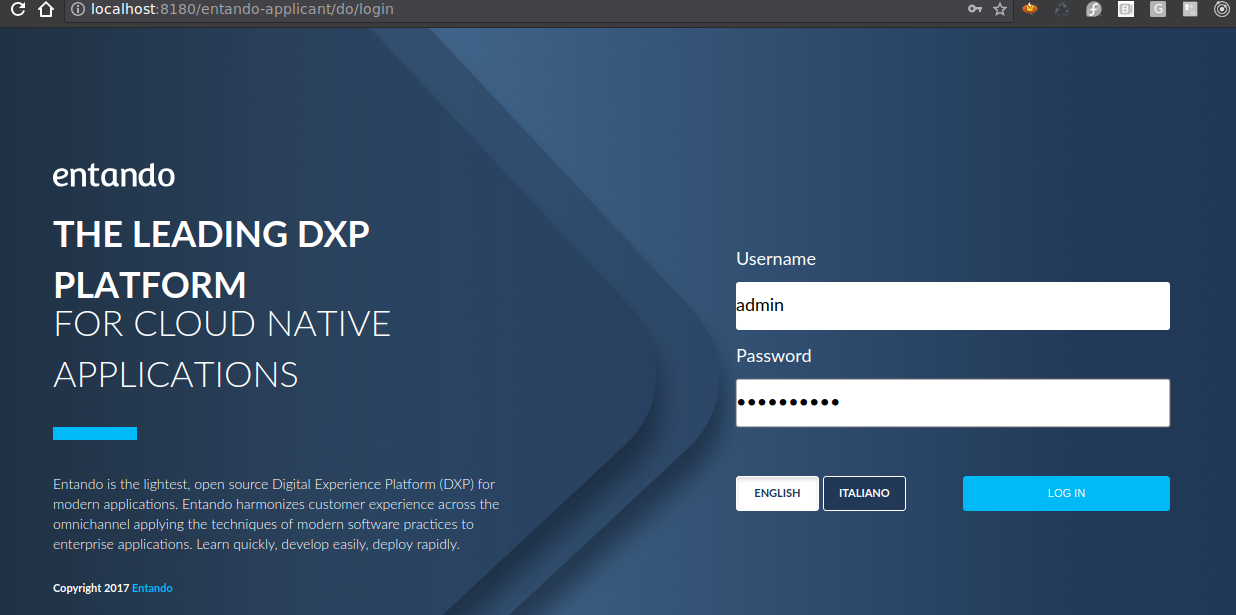 localhost:8180/entando-applicant/do/login
entando
THE LEADING DXP
PLATFORM
FOR CLOUD NATIVE
APPLICATIONS
Entando is the lightest, open source Digital Experience Platform (DXP) for
modern applications. Entando harmonizes customer experience across the
omnichannel applying the techniques of modern software practices to
enterprise applications. Learn quickly, develop easily, deploy rapidly.
Copyright 2017 Entando
Username
admin
Password
••••••••••
ENGLISH
ITALIANO
LOG IN